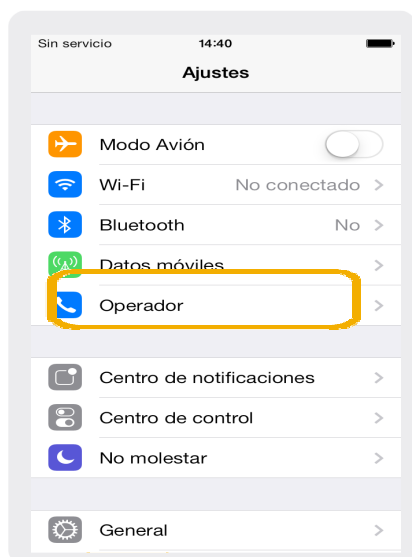 Sin servicio 14:40
Ajustes
Modo Avión
Wi-Fi No conectado
Bluetooth No
Datos móviles
Operador
Centro de notificaciones
Centro de control
No molestar
General